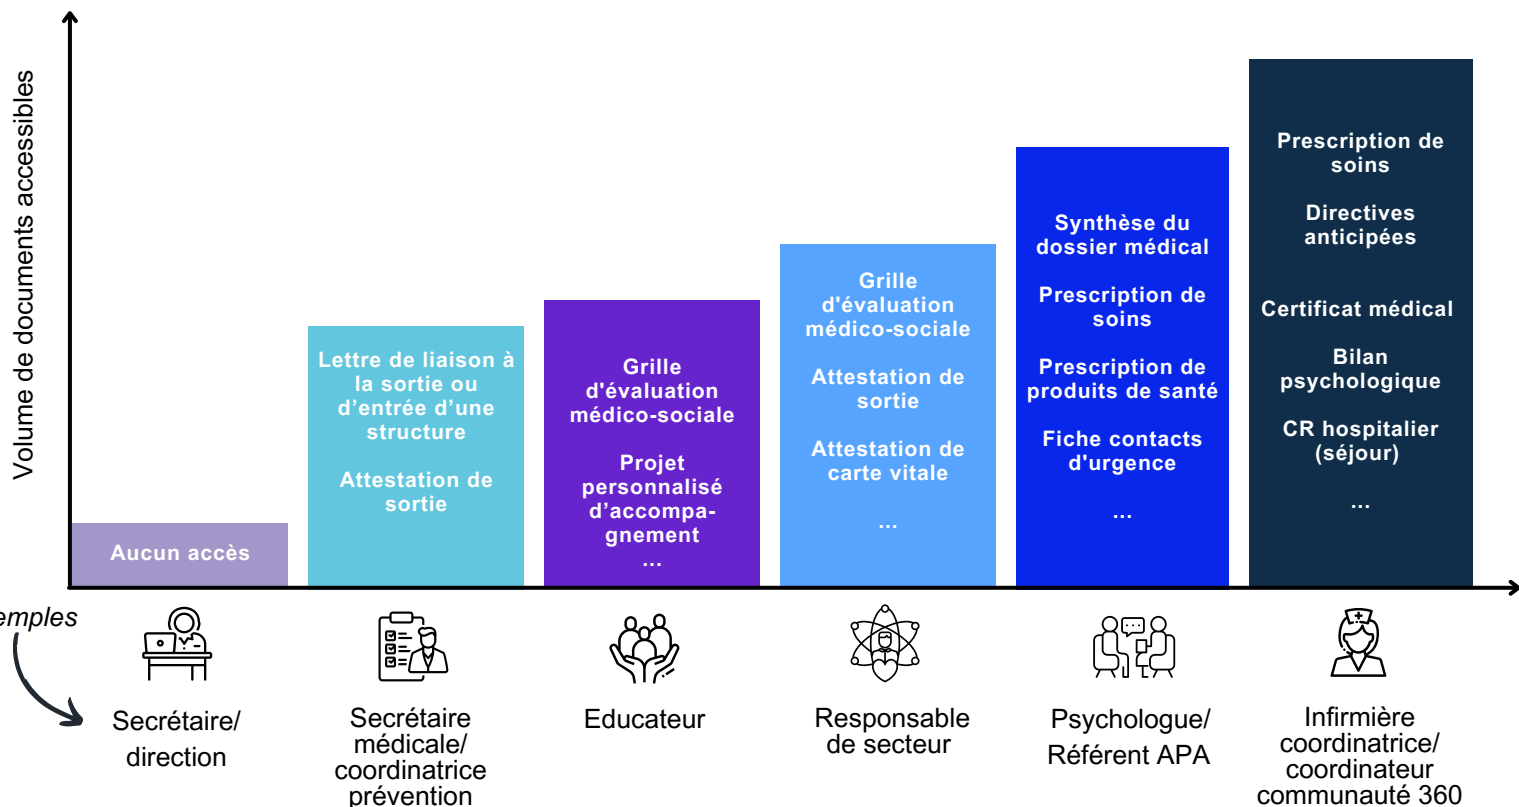 Volume de documents accessibles
Aucun accès
Lettre de liaison à
la sortie ou
d’entrée d’une
structure
Attestation de
sortie
Grille
d'évaluation
médico-sociale
Projet
personnalisé
d’accompa-
gnement
...
Grille
d'évaluation
médico-sociale
Attestation de
sortie
Attestation de
carte vitale
...
Synthèse du
dossier médical
Prescription de
soins
Prescription de
produits de santé
Fiche contacts
d'urgence
...
Prescription de
soins
Directives
anticipées
Certificat médical
Bilan
psychologique
CR hospitalier
(séjour)
...
emples
Secrétaire/
direction
Secrétaire
médicale/
coordinatrice
prévention
Educateur
Responsable
de secteur
Psychologue/
Référent APA
Infirmière
coordinatrice/
coordinateur
communauté 360